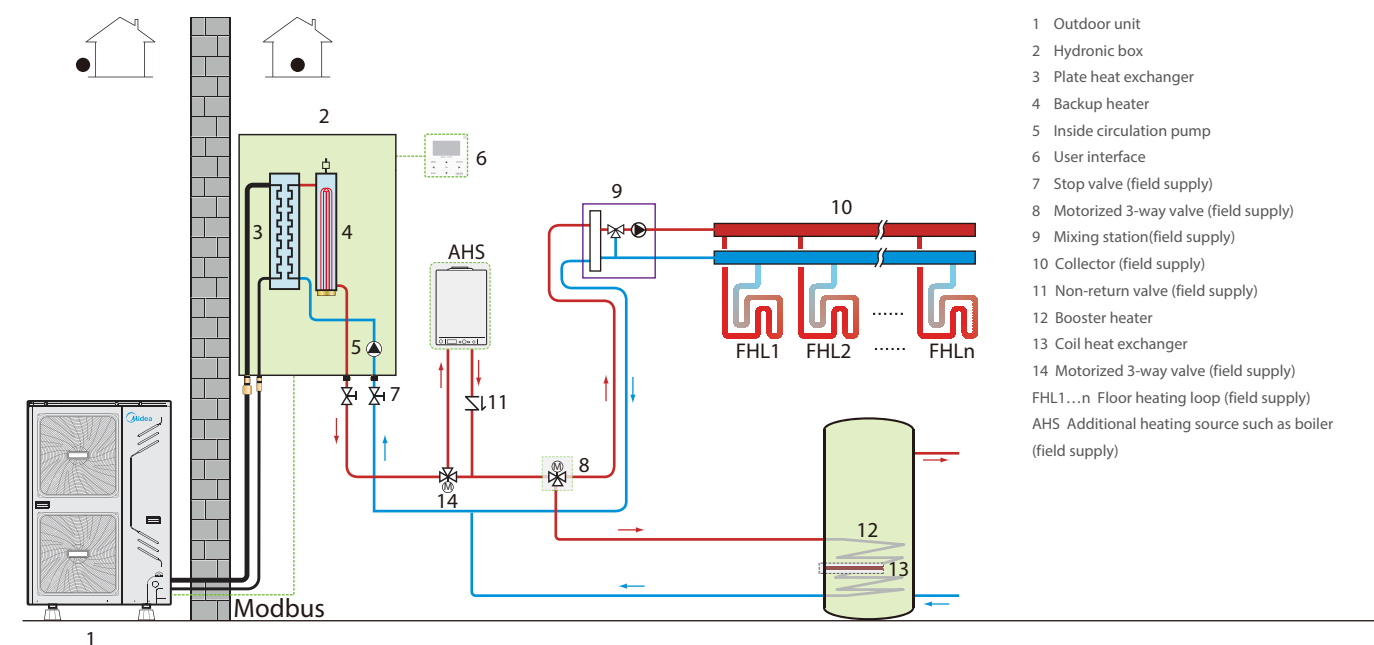 2
6
3
4
5
7
AHS
11
14
8
9
10
FHL1
FHL2
......
......
FHLn
12
13
Midea
Modbus
1
M
M
1 Outdoor unit
2 Hydronic box
3 Plate heat exchanger
4 Backup heater
5 Inside circulation pump
6 User interface
7 Stop valve (field supply)
8 Motorized 3-way valve (field supply)
9 Mixing station(field supply)
10 Collector (field supply)
11 Non-return valve (field supply)
12 Booster heater
13 Coil heat exchanger
14 Motorized 3-way valve (field supply)
FHL1…n Floor heating loop (field supply)
AHS Additional heating source such as boiler
(field supply)